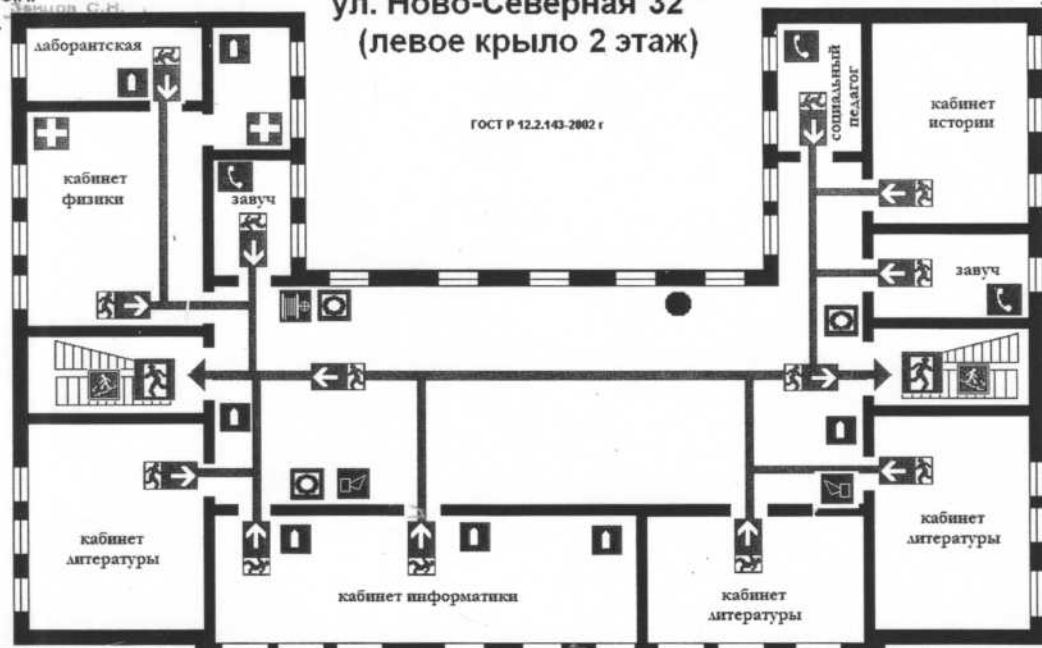 Зайцов С.Н.
ул. Ново-Северная 32
(левое крыло 2 этаж)
лаборантская
ГОСТ Р 12.2.143-2002 г
социальный
педагог
кабинет
истории
кабинет
физики
завуч
завуч
кабинет
литературы
кабинет информатики
кабинет
литературы
кабинет
литературы